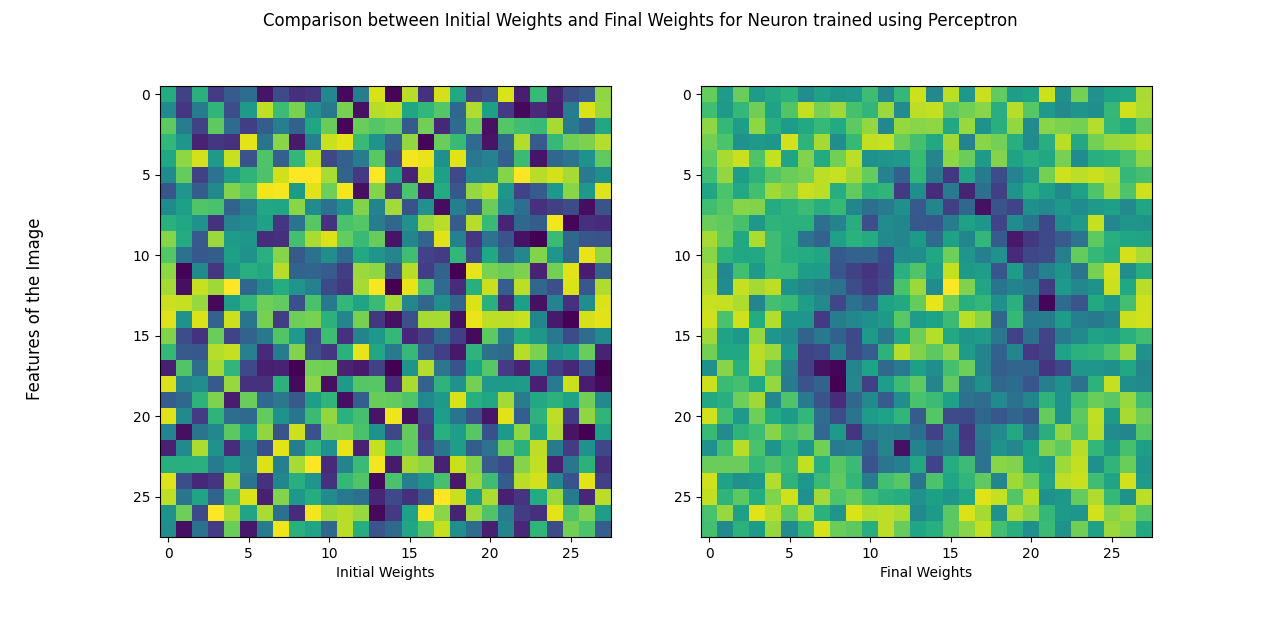 Comparison between Initial Weights and Final Weights for Neuron trained using Perceptron
Features of the Image
0
5
10
15
20
25
0 5 10 15 20 25
Initial Weights
0
5
10
15
20
25
0 5 10 15 20 25
Final Weights